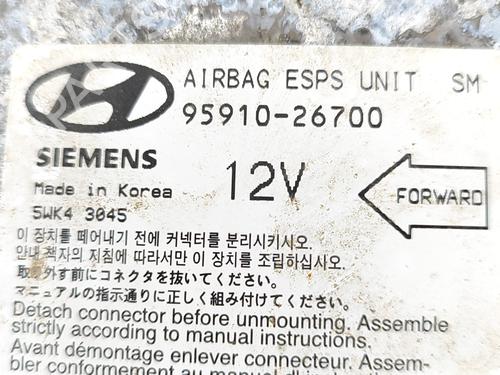 AIRBAG ESPS UNIT SM
95910-26700
SIEMENS
12V
FORWARD
Made in Korea
5WK4 3045
이 장치를 떼어내기 전에 커넥터를 분리시키시오.
안내 책자의 지침에 따라서만 이 장치를 조립하십시오.
取り外す前にコネクタを抜いてください。
マニュアルの指示通りに正しく組み付けてください。
Detach connector before unmounting. Assemble
strictly according to manual instructions.
Avant démontage enlever connecteur. Assem-
bler conformement au manuel